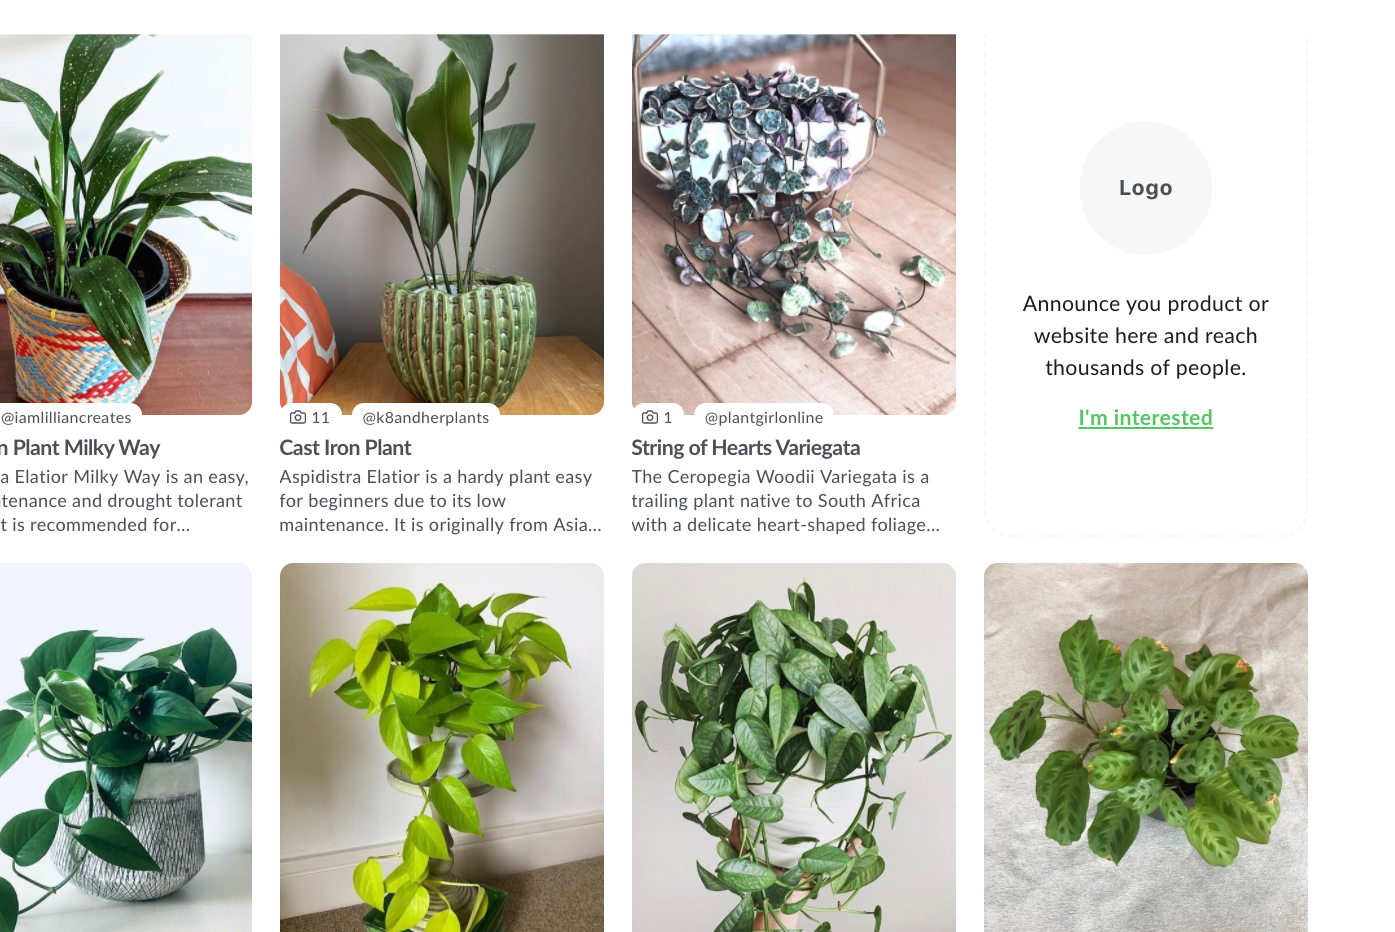 @iamlilliancreates
n Plant Milky Way
a Elatior Milky Way is an easy,
tenance and drought tolerant
t is recommended for...
11
@k8andherplants
Cast Iron Plant
Aspidistra Elatior is a hardy plant easy
for beginners due to its low
maintenance. It is originally from Asia...
1
@plantgirlonline
String of Hearts Variegata
The Ceropegia Woodii Variegata is a
trailing plant native to South Africa
with a delicate heart-shaped foliage...
Logo
Announce you product or
website here and reach
thousands of people.
I'm interested